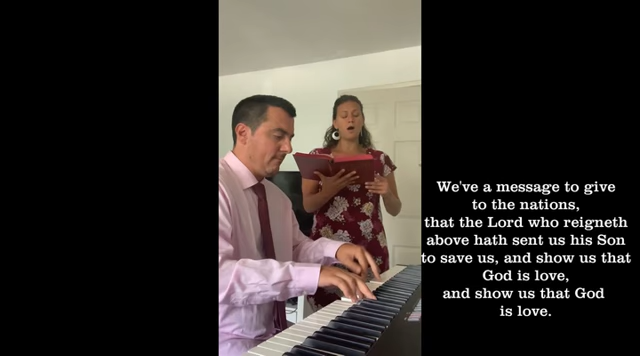 We've a message to give
to the nations,
that the Lord who reigneth
above hath sent us his Son
to save us, and show us that
God is love,
and show us that God
is love.